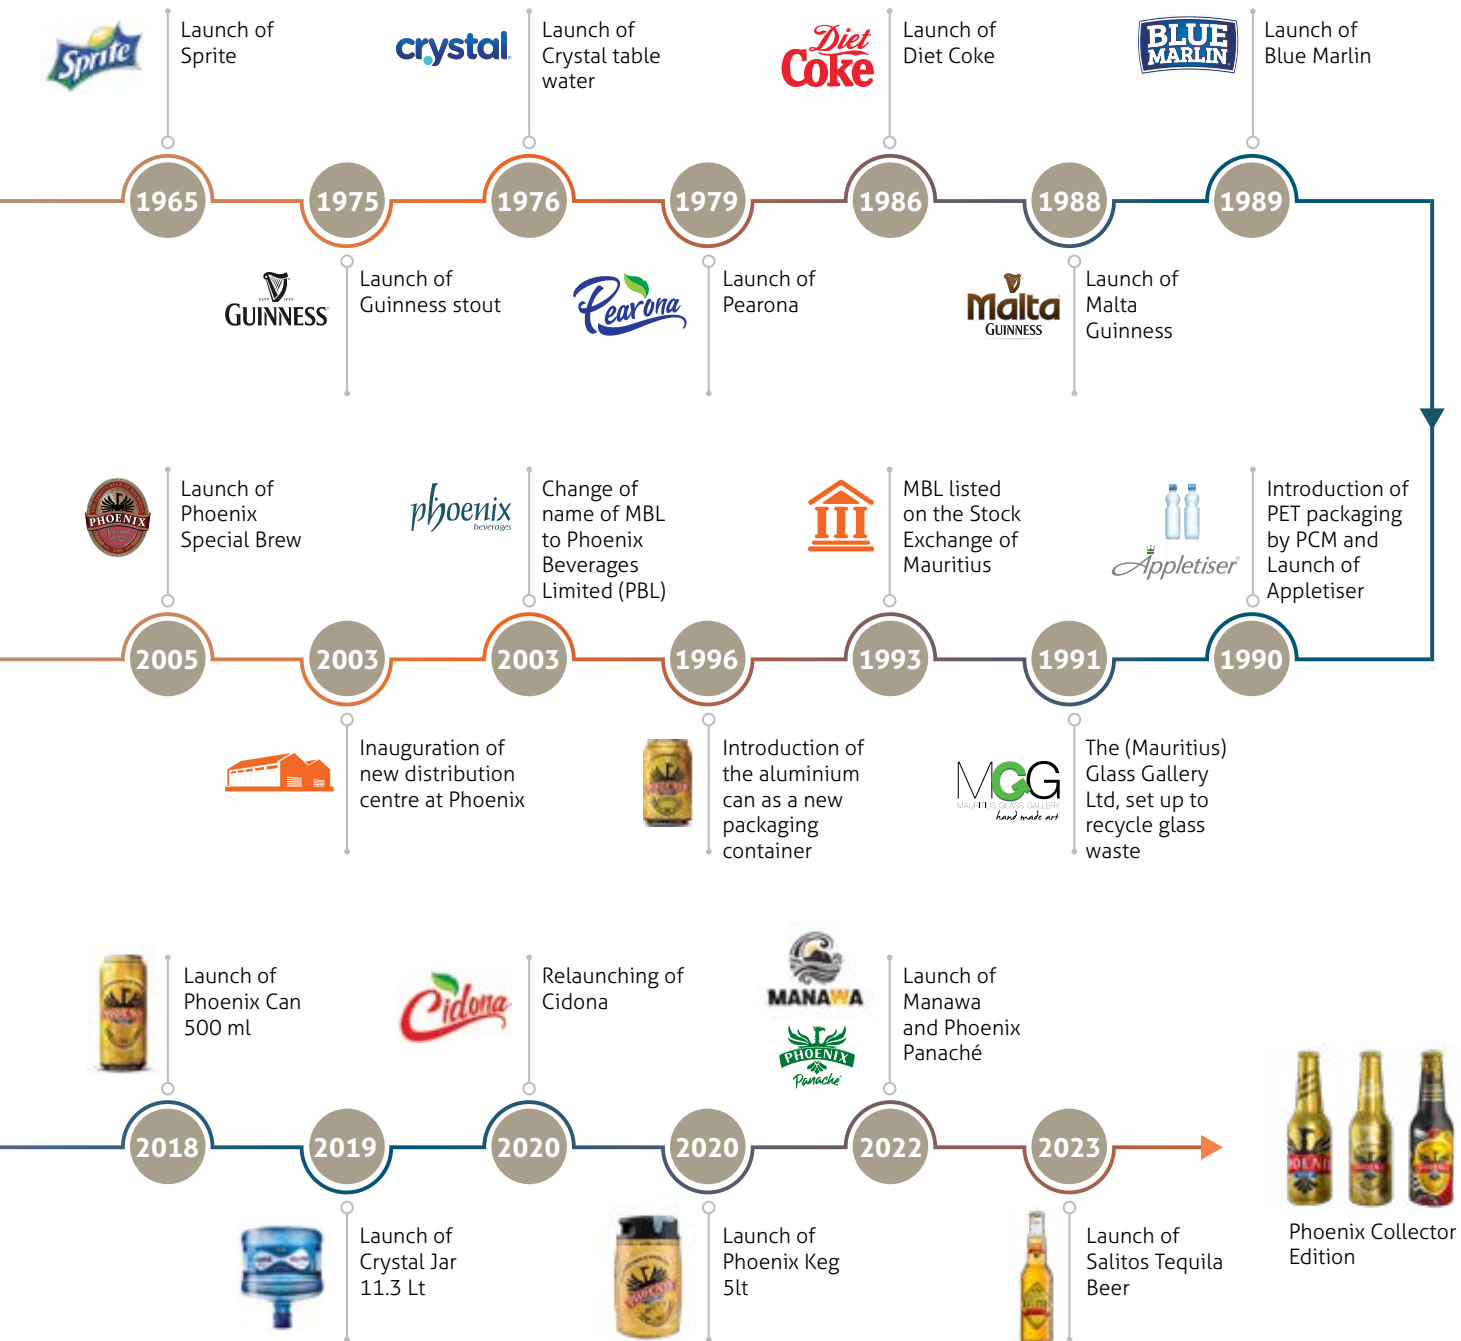 Sprite
Launch of
Sprite
crystal
Launch of
Crystal table
water
Diet
Coke
Launch of
Diet Coke
BLUE
MARLIN
Launch of
Blue Marlin
1965
1975
1976
1979
1986
1988
1989
GUINNESS
Launch of
Guinness stout
Pearona
Launch of
Pearona
Malta
GUINNESS
Launch of
Malta
Guinness
PHOENIX
Launch of
Phoenix
Special Brew
phoenix
beverages
Change of
name of MBL
to Phoenix
Beverages
Limited (PBL)
MBL listed
on the Stock
Exchange of
Mauritius
Appletiser
Introduction of
PET packaging
by PCM and
Launch of
Appletiser
2005
2003
2003
1996
1993
1991
1990
Inauguration of
new distribution
centre at Phoenix
Introduction of
the aluminium
can as a new
packaging
container
MGG
MAURITIUS GLASS GALLERY
hand made art
The (Mauritius)
Glass Gallery
Ltd, set up to
recycle glass
waste
Launch of
Phoenix Can
500 ml
Cidona
Relaunching of
Cidona
MANAWA
PHOENIX
Panaché
Launch of
Manawa
and Phoenix
Panaché
2018
2019
2020
2020
2022
2023
Launch of
Crystal Jar
11.3 Lt
Launch of
Phoenix Keg
5lt
Launch of
Salitos Tequila
Beer
Phoenix Collector
Edition